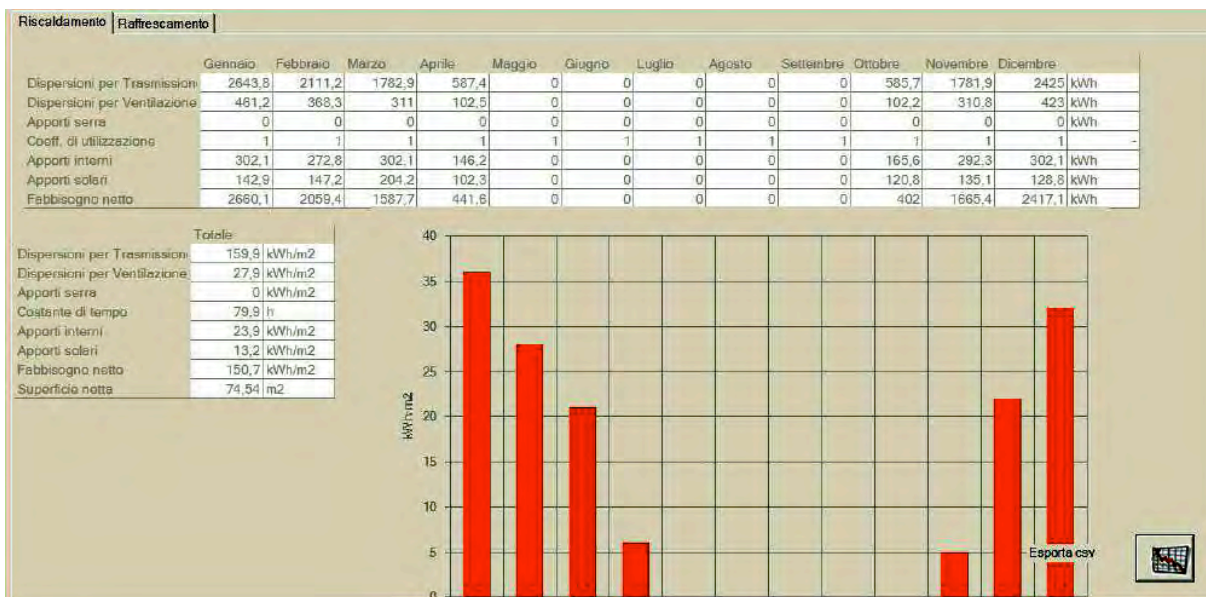 Riscaldamento Raffrescamento
Gennaio Febbraio Marzo Aprile Maggio Giugno Luglio Agosto Settembre Ottobre Novembre Dicembre
Dispersioni per Trasmission 2643,8 2111,2 1782,9 587,4 0 0 0 0 0 585,7 1781,9 2425 kWh
Dispersioni per Ventilazione 461,2 368,3 311 102,5 0 0 0 0 0 102,2 310,8 423 kWh
Apporti serra 0 0 0 0 0 0 0 0 0 0 0 0 kWh
Coeff. di utilizzazione 1 1 1 1 1 1 1 1 1 1 1 1 -
Apporti interni 302,1 272,8 302,1 146,2 0 0 0 0 0 165,6 292,3 302,1 kWh
Apporti solari 142,9 147,2 204,2 102,3 0 0 0 0 0 120,8 135,1 128,8 kWh
Fabbisogno netto 2660,1 2059,4 1587,7 441,6 0 0 0 0 0 402 1665,4 2417,1 kWh
Totale
Dispersioni per Trasmission 159,9 kWh/m2
Dispersioni per Ventilazione 27,9 kWh/m2
Apporti serra 0 kWh/m2
Costante di tempo 79,9 h
Apporti interni 23,9 kWh/m2
Apporti solari 13,2 kWh/m2
Fabbisogno netto 150,7 kWh/m2
Superficie netta 74,54 m2
40
35
30
25
20
15
10
5
0
kWh/m2
Esporta csv